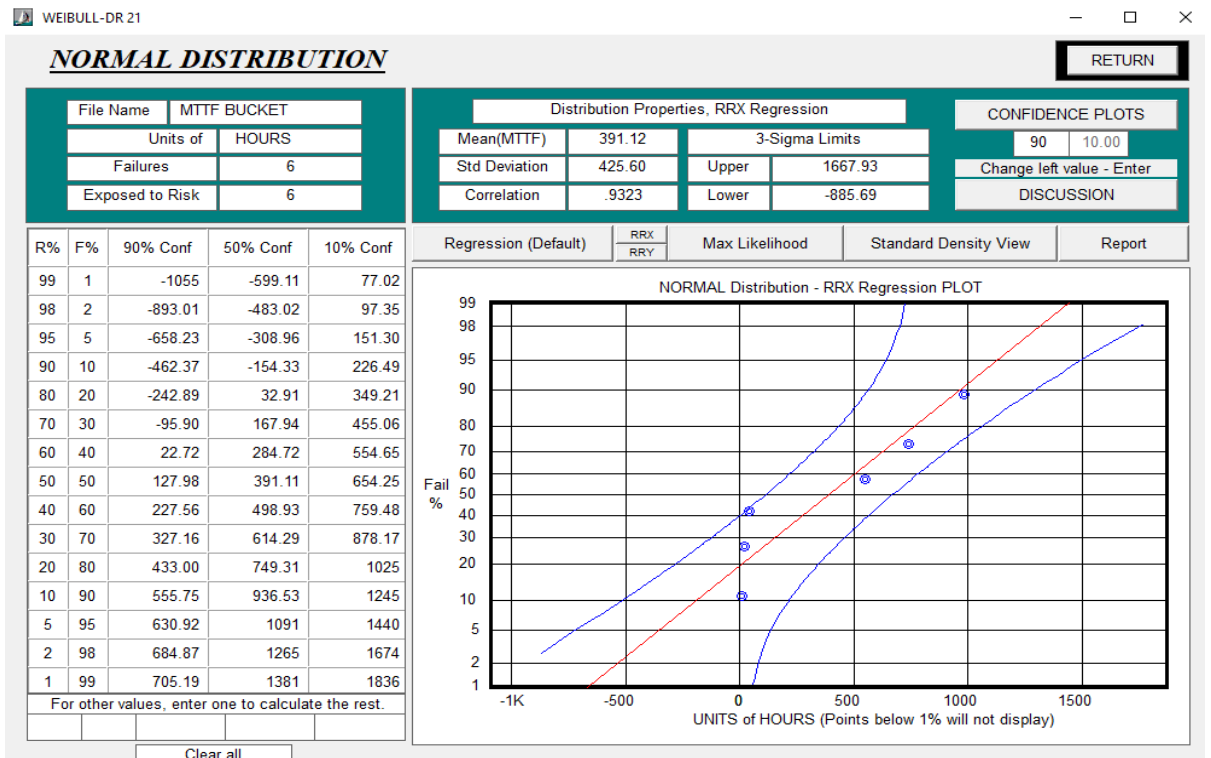 WEIBULL-DR 21
NORMAL DISTRIBUTION
RETURN
File Name MTTF BUCKET
Units of HOURS
Failures 6
Exposed to Risk 6
Distribution Properties, RRX Regression
Mean(MTTF) 391.12 3-Sigma Limits
Std Deviation 425.60 Upper 1667.93
Correlation .9323 Lower -885.69
CONFIDENCE PLOTS
90 10.00
Change left value - Enter
DISCUSSION
R% F% 90% Conf 50% Conf 10% Conf
99 1 -1055 -599.11 77.02
98 2 -893.01 -483.02 97.35
95 5 -658.23 -308.96 151.30
90 10 -462.37 -154.33 226.49
80 20 -242.89 32.91 349.21
70 30 -95.90 167.94 455.06
60 40 22.72 284.72 554.65
50 50 127.98 391.11 654.25
40 60 227.56 498.93 759.48
30 70 327.16 614.29 878.17
20 80 433.00 749.31 1025
10 90 555.75 936.53 1245
5 95 630.92 1091 1440
2 98 684.87 1265 1674
1 99 705.19 1381 1836
For other values, enter one to calculate the rest.
Clear all
Regression (Default) RRX RRY Max Likelihood Standard Density View Report
NORMAL Distribution - RRX Regression PLOT
99
98
95
90
80
70
60
Fail 50
% 40
30
20
10
5
2
1
-1K -500 0 500 1000 1500
UNITS of HOURS (Points below 1% will not display)